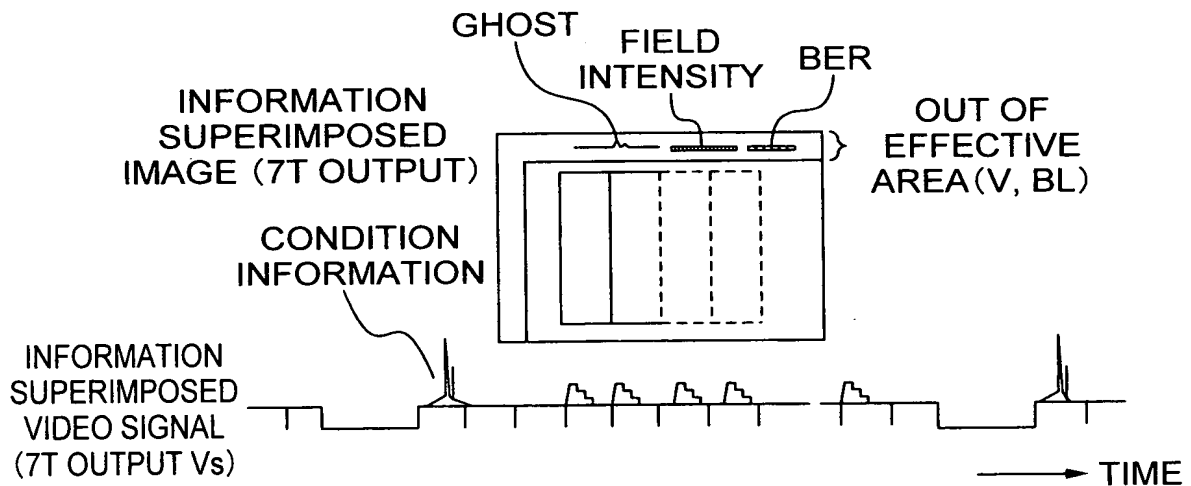 GHOST
FIELD
INTENSITY
BER
INFORMATION
SUPERIMPOSED
IMAGE (7T OUTPUT)
OUT OF
EFFECTIVE
AREA (V, BL)
CONDITION
INFORMATION
INFORMATION
SUPERIMPOSED
VIDEO SIGNAL
(7T OUTPUT Vs)
TIME